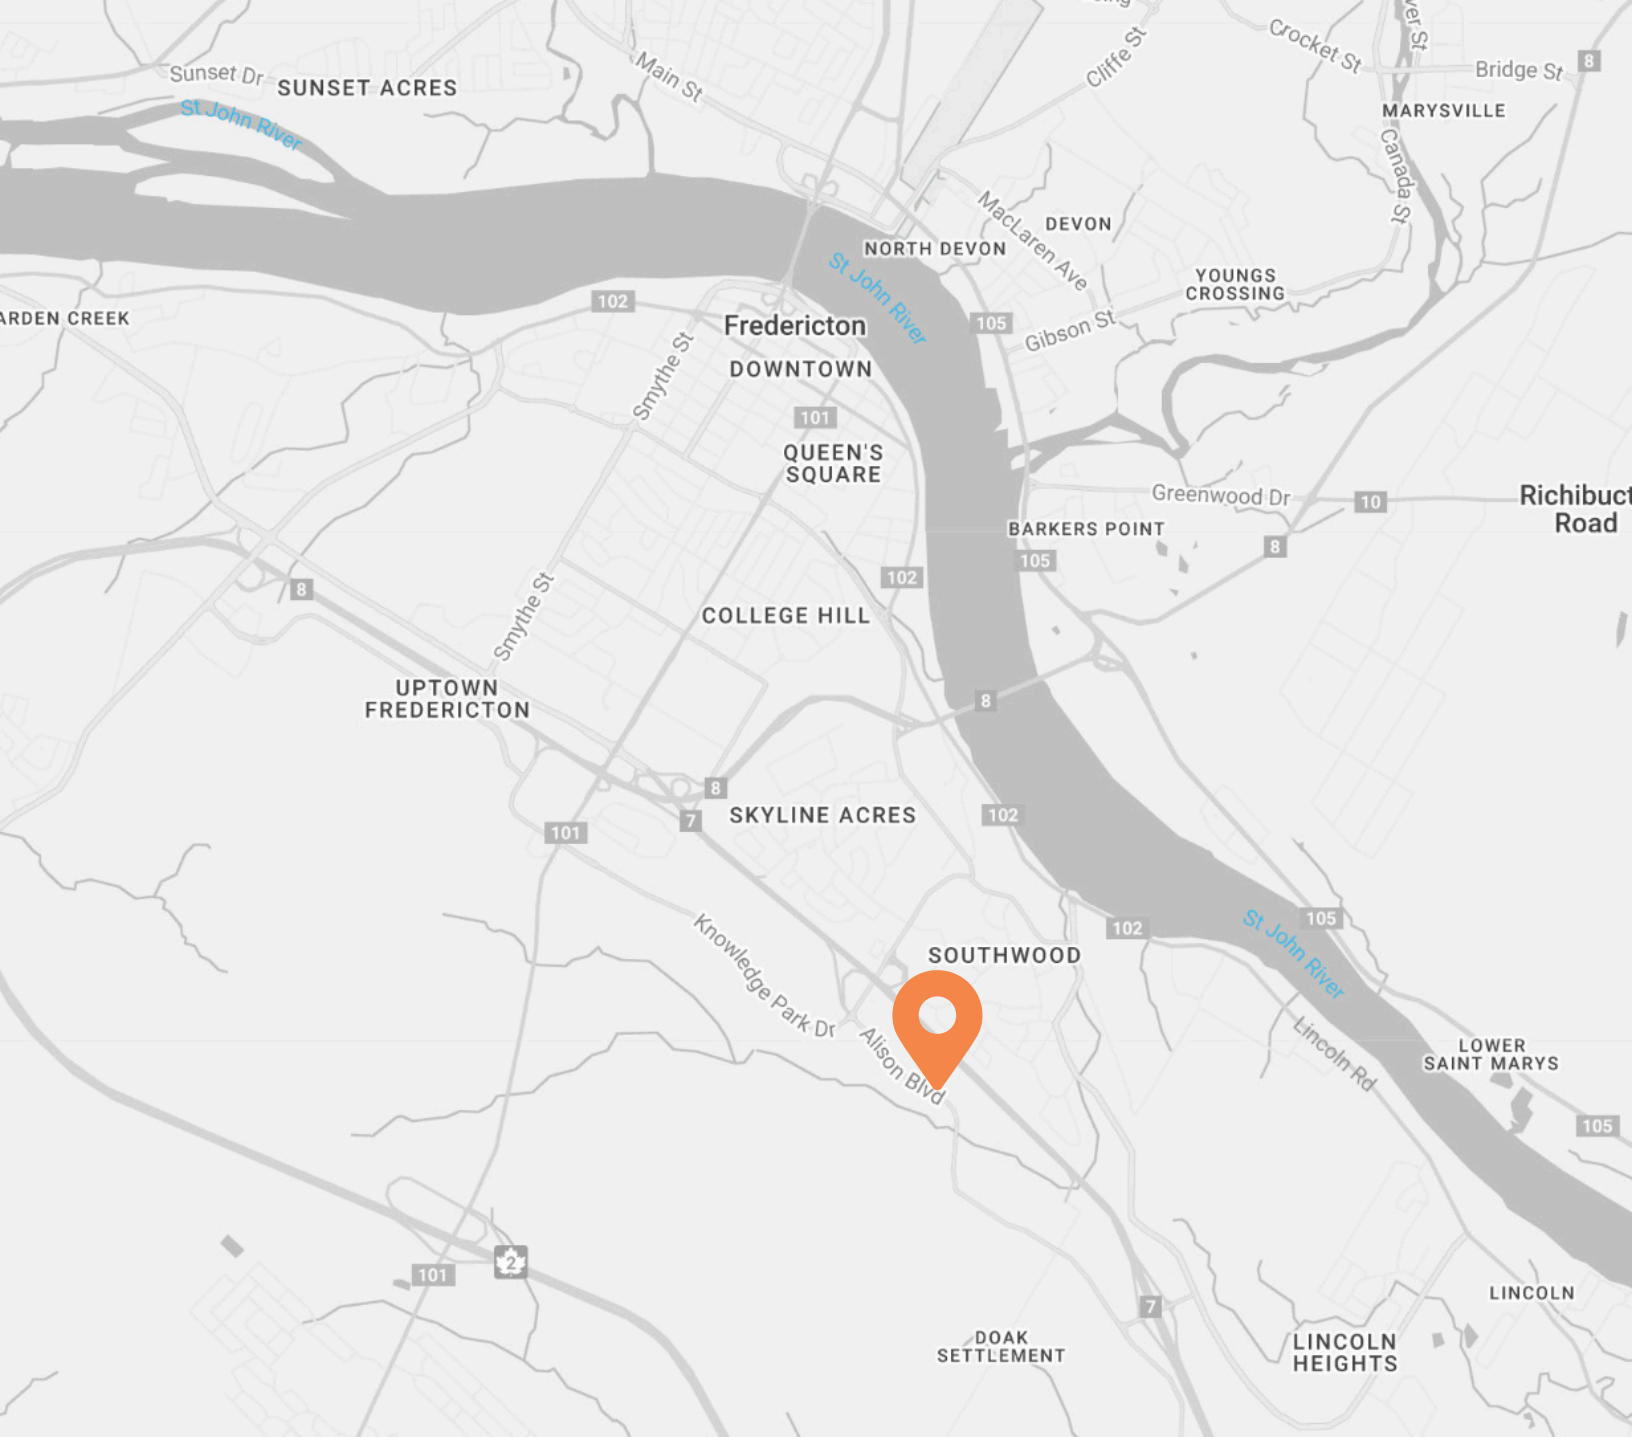 Sunset Dr
SUNSET ACRES
St John River
Main St
Cliffe St
Crocket St
8
Bridge St
MARYSVILLE
Canada St
MacLaren Ave
DEVON
NORTH DEVON
St John River
YOUNGS
CROSSING
102
105
Gibson St
ARDEN CREEK
Fredericton
DOWNTOWN
Smythe St
101
QUEEN'S
SQUARE
Greenwood Dr
10
Richibuct
Road
BARKERS POINT
8
105
102
8
Smythe St
COLLEGE HILL
UPTOWN
FREDERICTON
8
8
7
SKYLINE ACRES
102
101
Knowledge Park Dr
SOUTHWOOD
102
105
St John River
Alison Blvd
Lincoln Rd
LOWER
SAINT MARYS
105
2
101
7
LINCOLN
DOAK
SETTLEMENT
LINCOLN
HEIGHTS